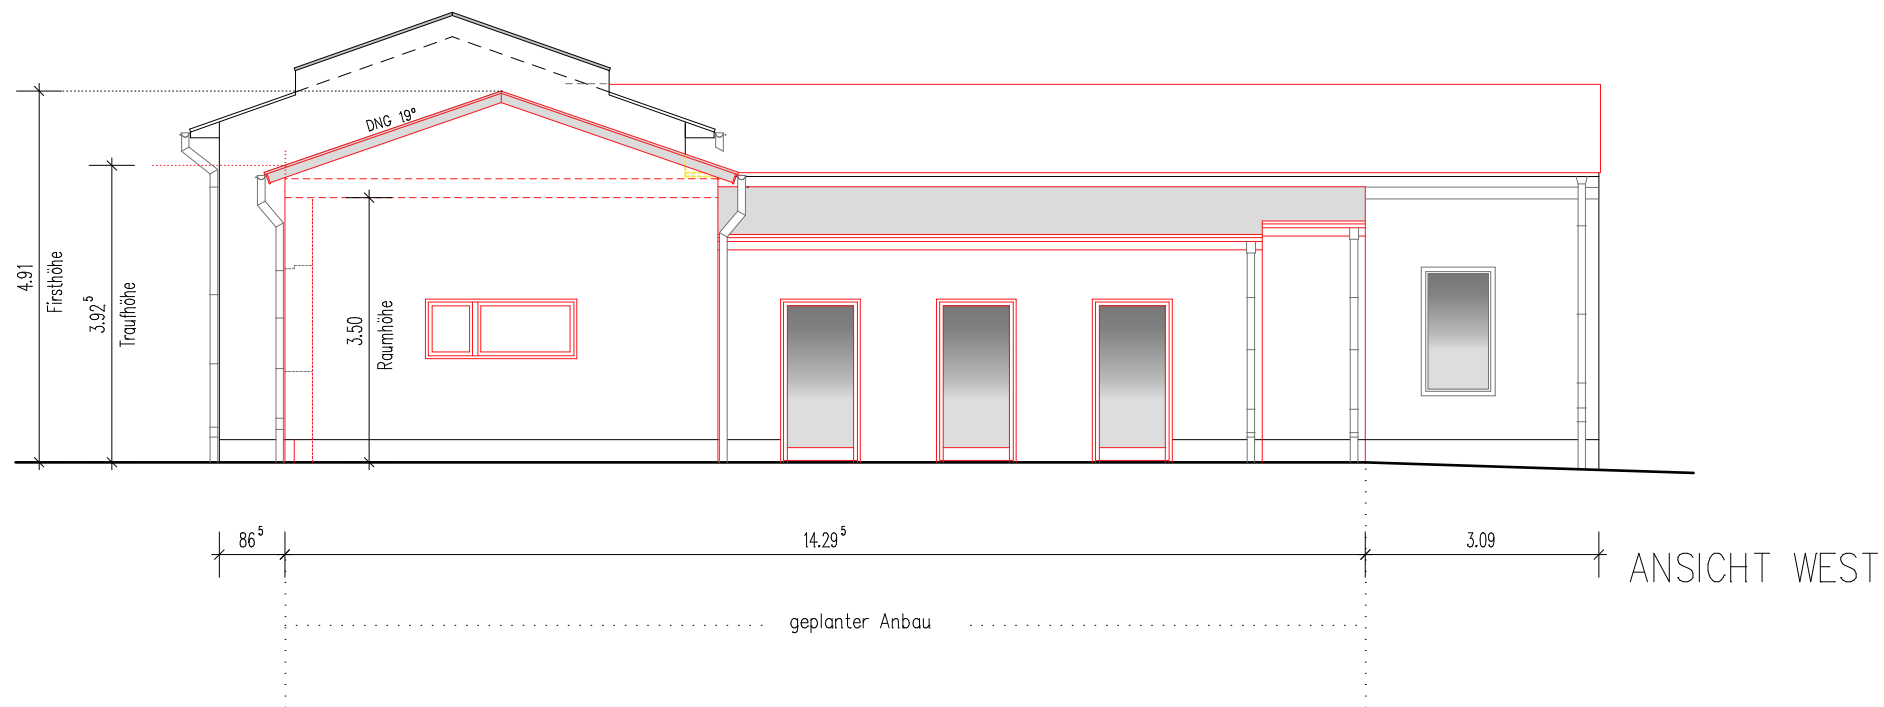 DNG 19°
4.91
Firsthöhe
3.92⁵
Traufhöhe
3.50
Raumhöhe
86⁵
14.29⁵
3.09
ANSICHT WEST
geplanter Anbau